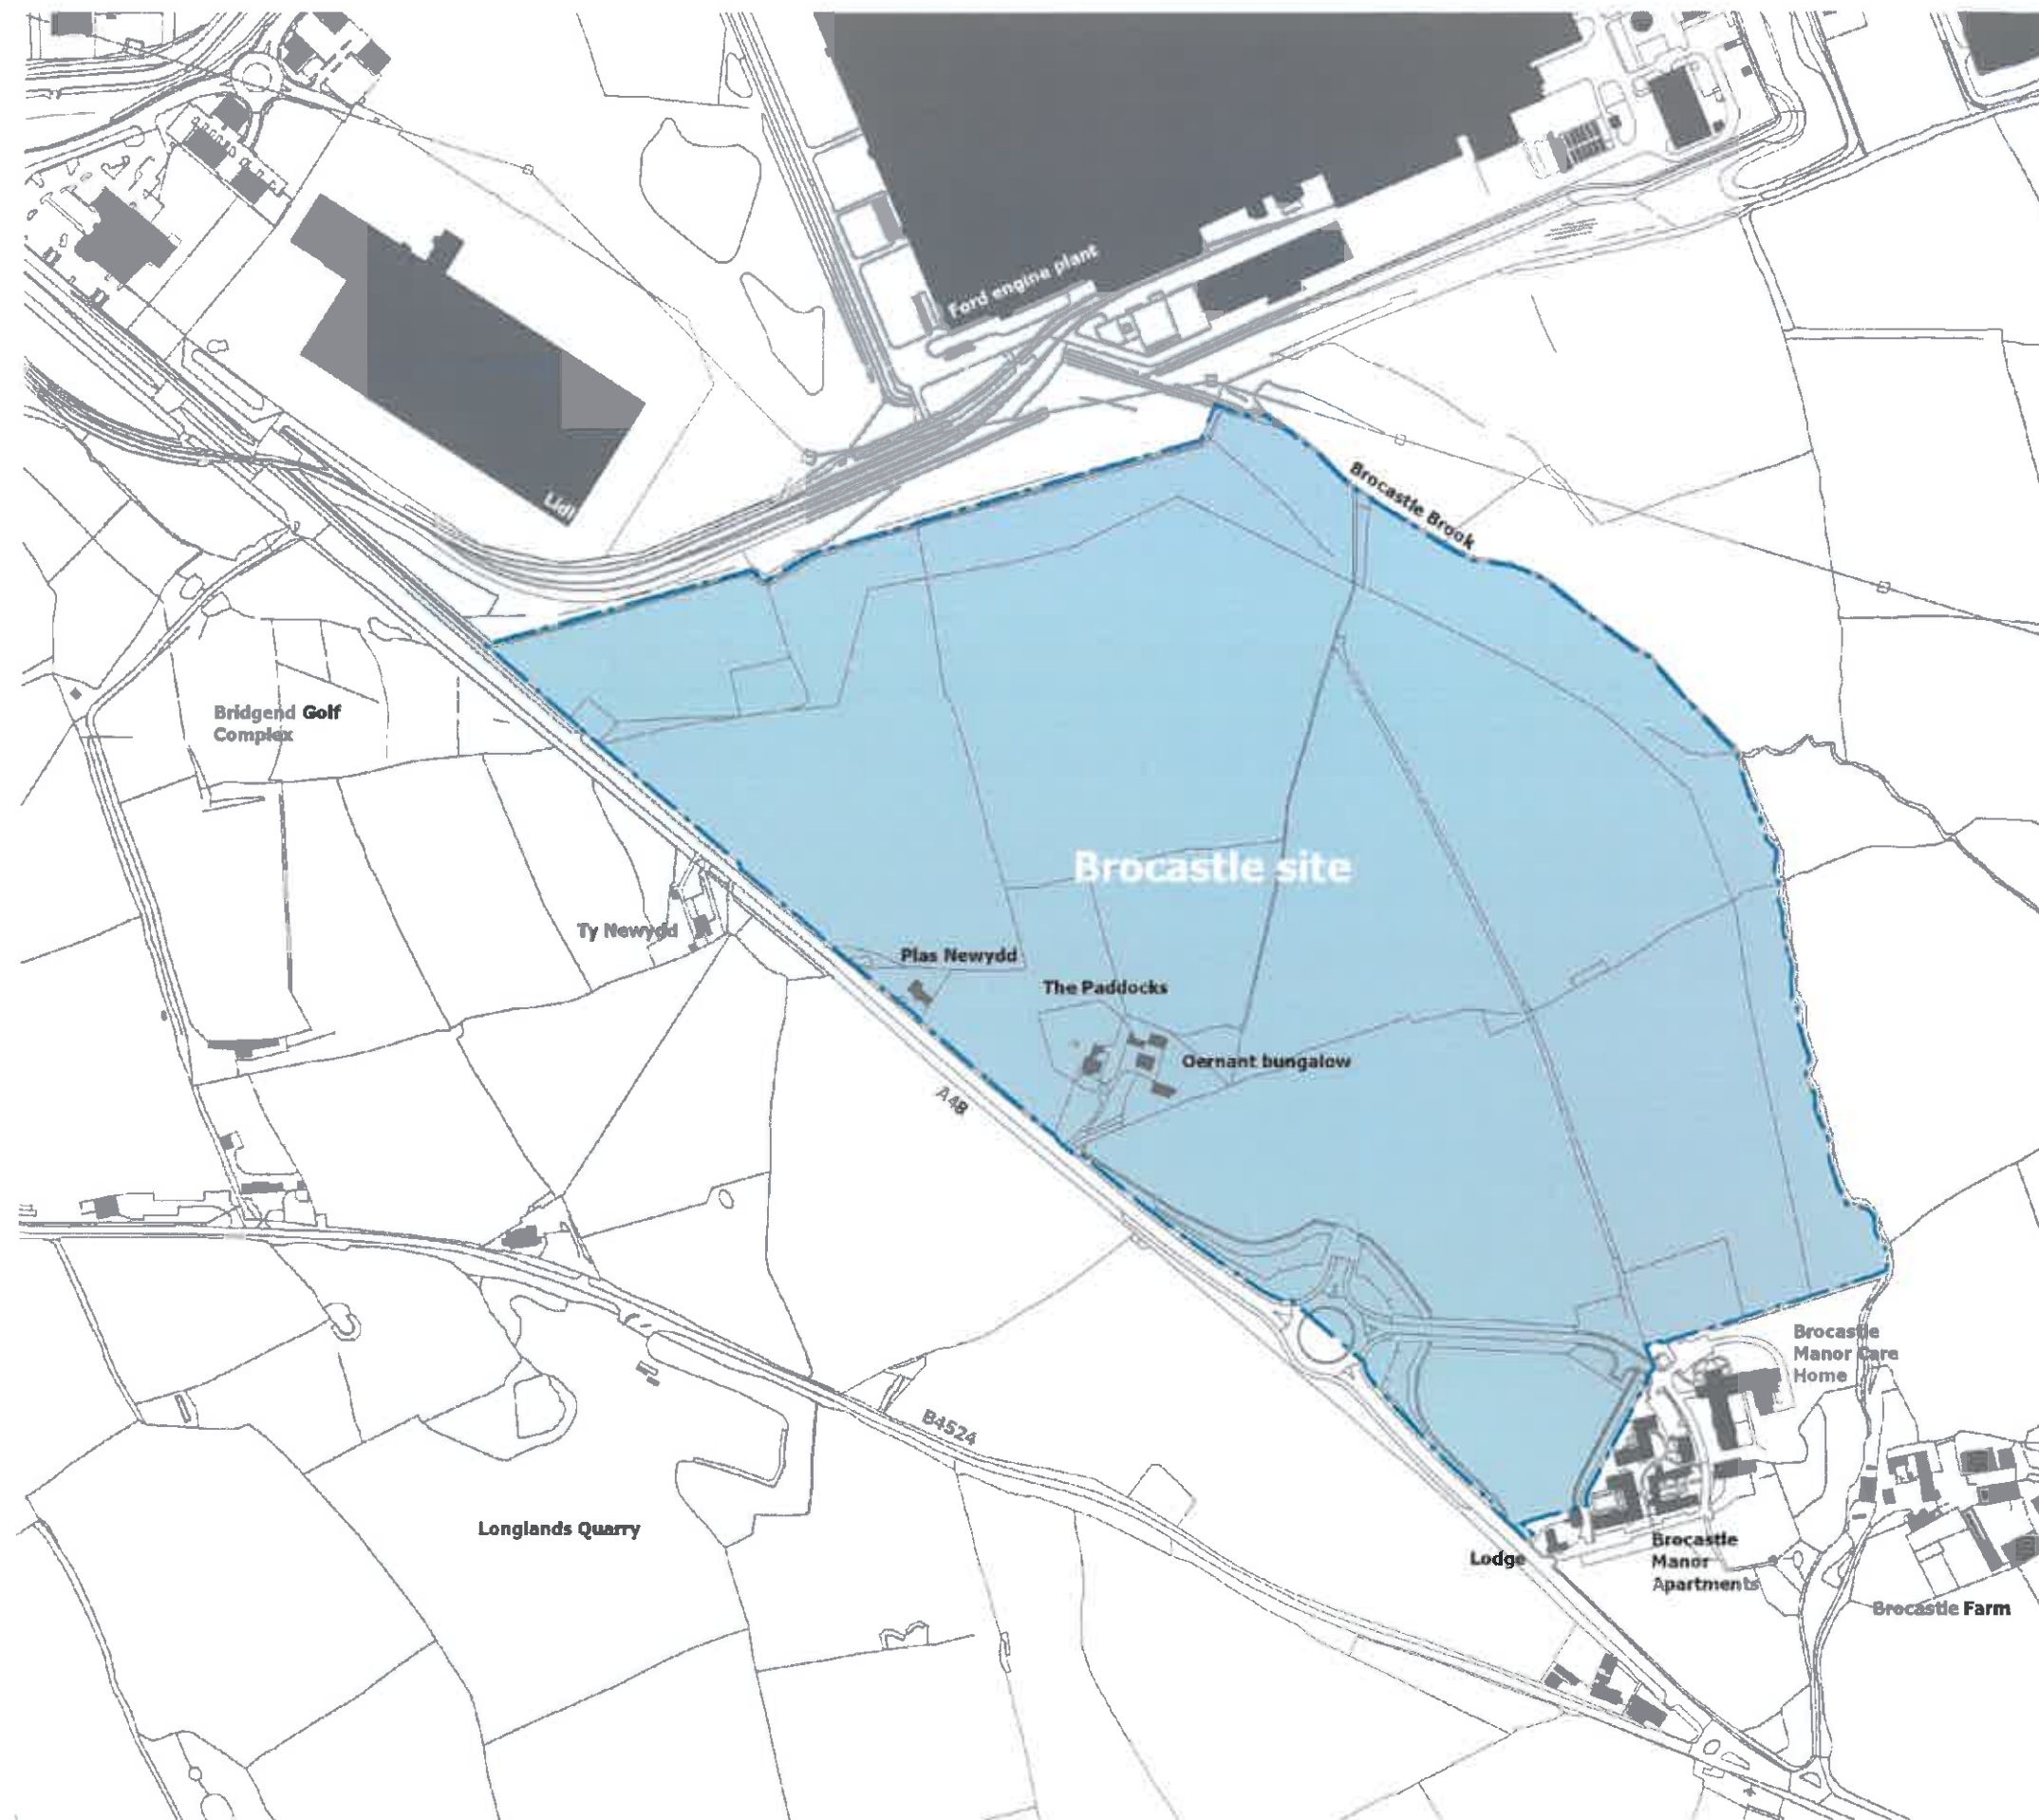 Ford engine plant
Lidl
Brocastle Brook
Bridgend Golf
Complex
Brocastle site
Ty Newydd
Plas Newydd
The Paddocks
Oernant bungalow
A48
Brocastle
Manor Care
Home
B4524
Longlands Quarry
Lodge
Brocastle
Manor
Apartments
Brocastle Farm